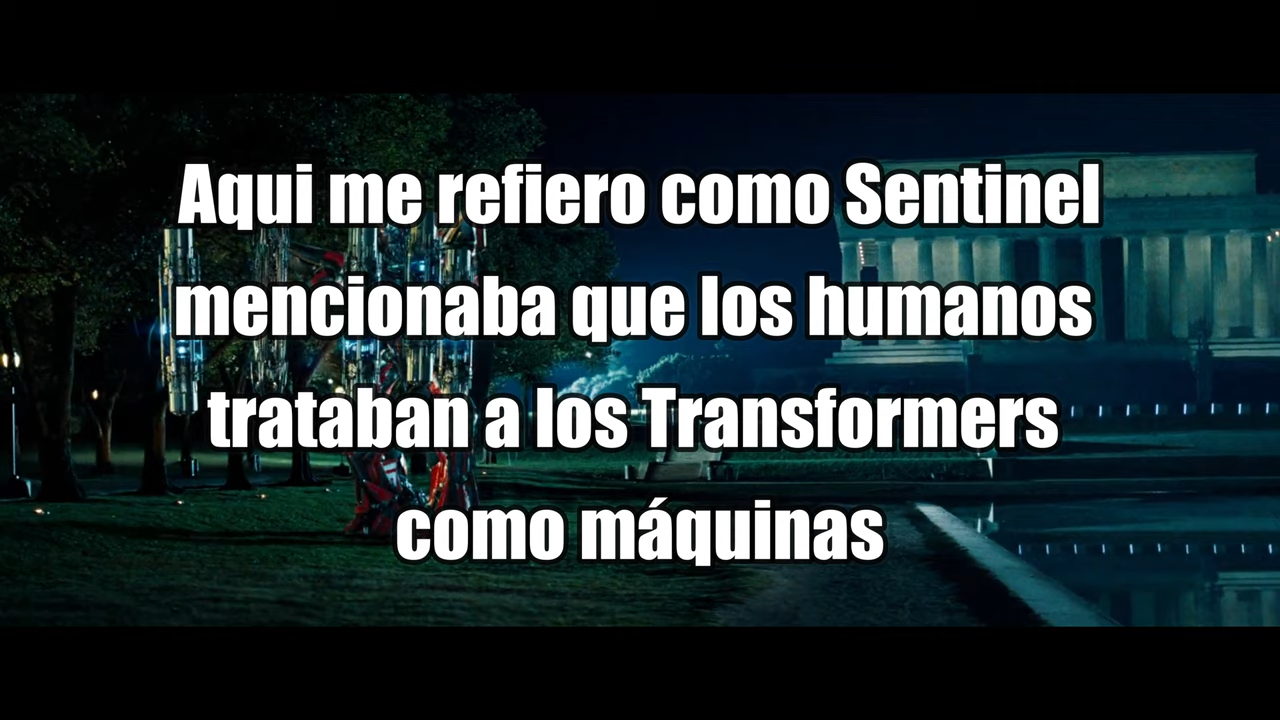 Aqui me refiero como Sentinel
mencionaba que los humanos
trataban a los Transformers
como máquinas